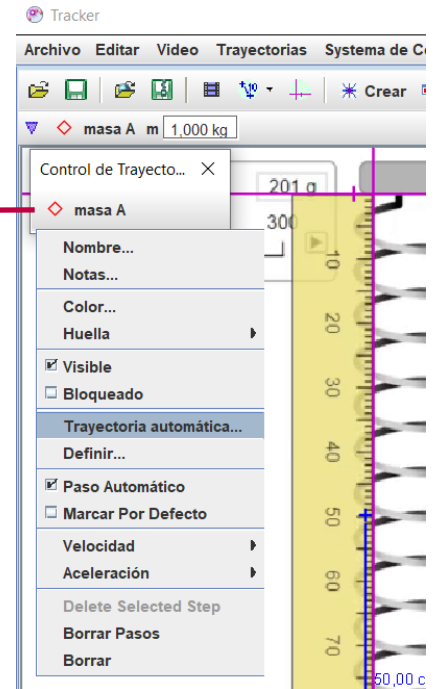 Tracker
Archivo Editar Video Trayectorias Sistema de C
Crear
masa A m 1,000 kg
Control de Trayecto...
201 g
masa A
300
Nombre...
Notas...
Color...
Huella
Visible
Bloqueado
Trayectoria automática...
Definir...
Paso Automático
Marcar Por Defecto
Velocidad
Aceleración
Delete Selected Step
Borrar Pasos
Borrar
10
20
30
40
50
60
70
50,00 c